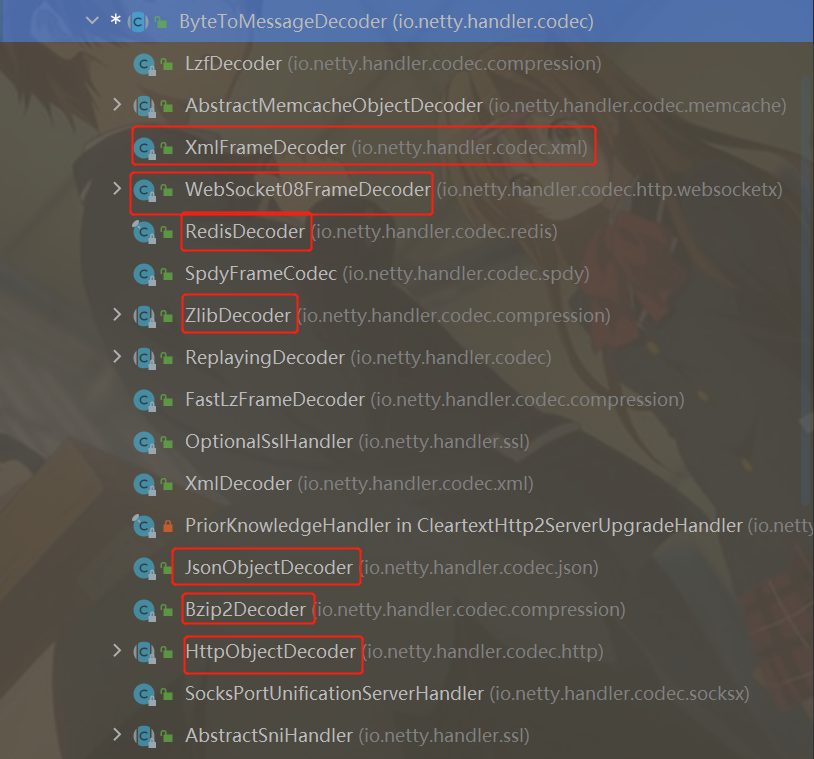 * ByteToMessageDecoder (io.netty.handler.codec)
LzfDecoder (io.netty.handler.codec.compression)
AbstractMemcacheObjectDecoder (io.netty.handler.codec.memcache)
XmlFrameDecoder (io.netty.handler.codec.xml)
WebSocket08FrameDecoder (io.netty.handler.codec.http.websocketx)
RedisDecoder (io.netty.handler.codec.redis)
SpdyFrameCodec (io.netty.handler.codec.spdy)
ZlibDecoder (io.netty.handler.codec.compression)
ReplayingDecoder (io.netty.handler.codec)
FastLzFrameDecoder (io.netty.handler.codec.compression)
OptionalSslHandler (io.netty.handler.ssl)
XmlDecoder (io.netty.handler.codec.xml)
PriorKnowledgeHandler in CleartextHttp2ServerUpgradeHandler (io.netty
JsonObjectDecoder (io.netty.handler.codec.json)
Bzip2Decoder (io.netty.handler.codec.compression)
HttpObjectDecoder (io.netty.handler.codec.http)
SocksPortUnificationServerHandler (io.netty.handler.codec.socksx)
AbstractSniHandler (io.netty.handler.ssl)